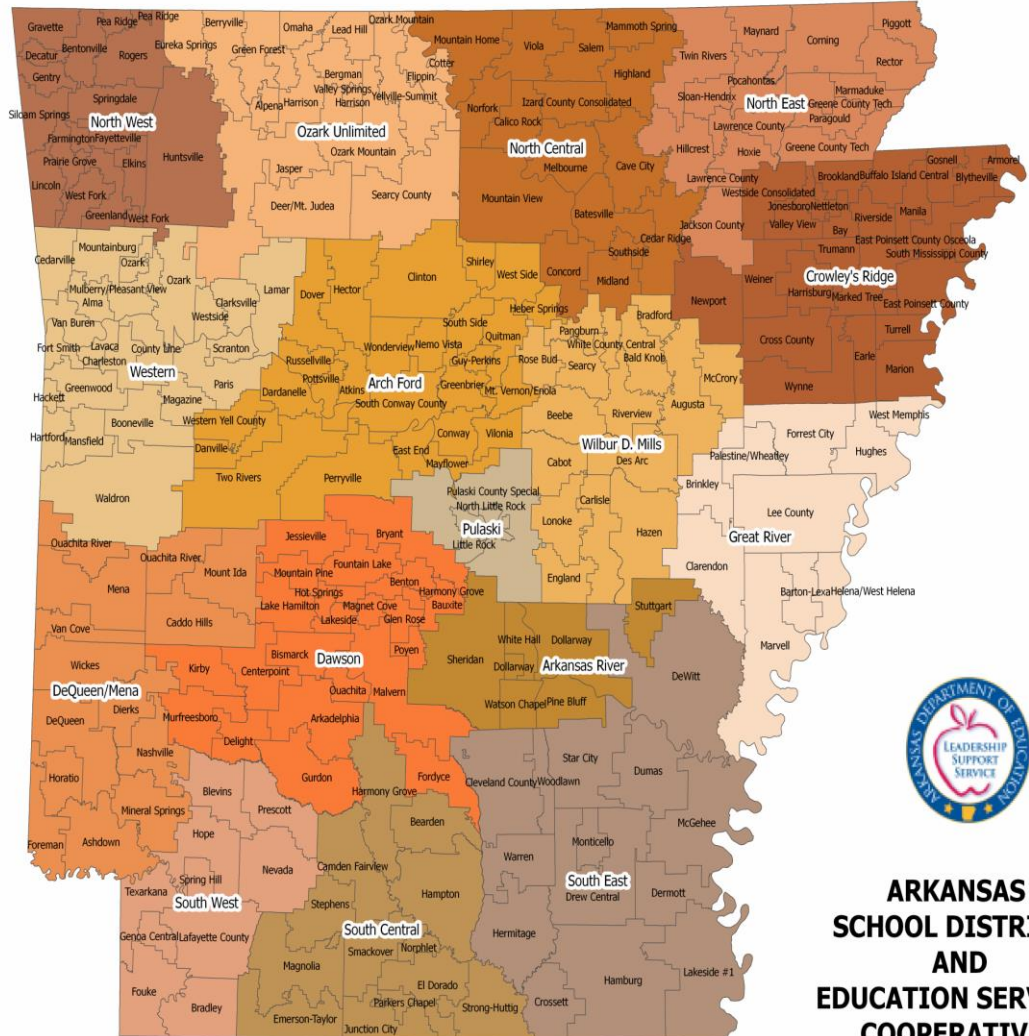 Pea Ridge
Pea Ridge
Gravette
Bentonville
Decatur
Rogers
Gentry
Springdale
Siloam Springs
North West
Farmington
Fayetteville
Prairie Grove
Elkins
Huntsville
Lincoln
West Fork
Greenland
West Fork
Berryville
Omaha
Lead Hill
Ozark Mountain
Eureka Springs
Green Forest
Cotter
Bergman
Flippin
Valley Springs
Alpena
Harrison
Harrison
Yellville-Summit
Ozark Unlimited
Ozark Mountain
Jasper
Deer/Mt. Judea
Searcy County
Mountain Home
Viola
Salem
Mammoth Spring
Highland
Norfork
Izard County Consolidated
Calico Rock
North Central
Melbourne
Cave City
Mountain View
Batesville
Cedar Ridge
Southside
Concord
Midland
Maynard
Corning
Piggott
Twin Rivers
Rector
Pocahontas
Marmaduke
Sloan-Hendrix
North East
Greene County Tech
Paragould
Lawrence County
Hillcrest
Hoxie
Greene County Tech
Lawrence County
Jackson County
Gosnell
Armorel
Brookland
Buffalo Island Central
Blytheville
Westside Consolidated
Jonesboro
Nettleton
Riverside
Manila
Valley View
Bay
East Poinsett County
Osceola
Trumann
South Mississippi County
Weiner
Crowley's Ridge
Harrisburg
Marked Tree
East Poinsett County
Newport
Cross County
Turrell
Earle
Marion
Wynne
Mountainburg
Cedarville
Ozark
Ozark
Lamar
Mulberry/Pleasant View
Alma
Clarksville
Westside
Van Buren
Fort Smith
Lavaca
County Line
Scranton
Charleston
Western
Greenwood
Paris
Hackett
Magazine
Booneville
Hartford
Mansfield
Waldron
Shirley
Clinton
West Side
Hector
Dover
Heber Springs
South Side
Quitman
Wonderview
Nemo Vista
Guy-Perkins
Russellville
Pottsville
Atkins
Arch Ford
Greenbrier
Mt. Vernon/Enola
Dardanelle
South Conway County
Western Yell County
Conway
Vilonia
Danville
East End
Mayflower
Two Rivers
Perryville
Bradford
Pangburn
White County Central
Rose Bud
Searcy
Bald Knob
McCrory
Augusta
Beebe
Riverview
Wilbur D. Mills
Cabot
Des Arc
Carlisle
Lonoke
Hazen
England
Pulaski County Special
North Little Rock
Pulaski
Little Rock
West Memphis
Forrest City
Hughes
Palestine/Wheatley
Brinkley
Lee County
Great River
Clarendon
Barton-Lexa
Helena/West Helena
Marvell
Ouachita River
Ouachita River
Mount Ida
Mena
Caddo Hills
Van Cove
Wickes
DeQueen/Mena
Dierks
DeQueen
Nashville
Horatio
Mineral Springs
Foreman
Ashdown
Jessieville
Bryant
Fountain Lake
Mountain Pine
Benton
Hot Springs
Harmony Grove
Lake Hamilton
Magnet Cove
Bauxite
Lakeside
Glen Rose
Bismarck
Poyen
Kirby
Centerpoint
Dawson
Ouachita
Malvern
Murfreesboro
Arkadelphia
Delight
Gurdon
Fordyce
Stuttgart
White Hall
Dollarway
Sheridan
Dollarway
Arkansas River
Watson Chapel
Pine Bluff
DeWitt
Star City
Cleveland County
Woodlawn
Dumas
McGehee
Monticello
Warren
South East
Drew Central
Dermott
Hermitage
Hamburg
Lakeside #1
Crossett
Blevins
Prescott
Hope
Nevada
Spring Hill
Texarkana
South West
Genoa Central
Lafayette County
Fouke
Bradley
Harmony Grove
Bearden
Camden Fairview
Hampton
Stephens
South Central
Smackover
Norphlet
Magnolia
El Dorado
Parkers Chapel
Strong-Huttig
Emerson-Taylor
Junction City
ARKANSAS DEPARTMENT OF EDUCATION
LEADERSHIP
SUPPORT
SERVICE
ARKANSAS
SCHOOL DISTRI
AND
EDUCATION SERV
COOPERATIV